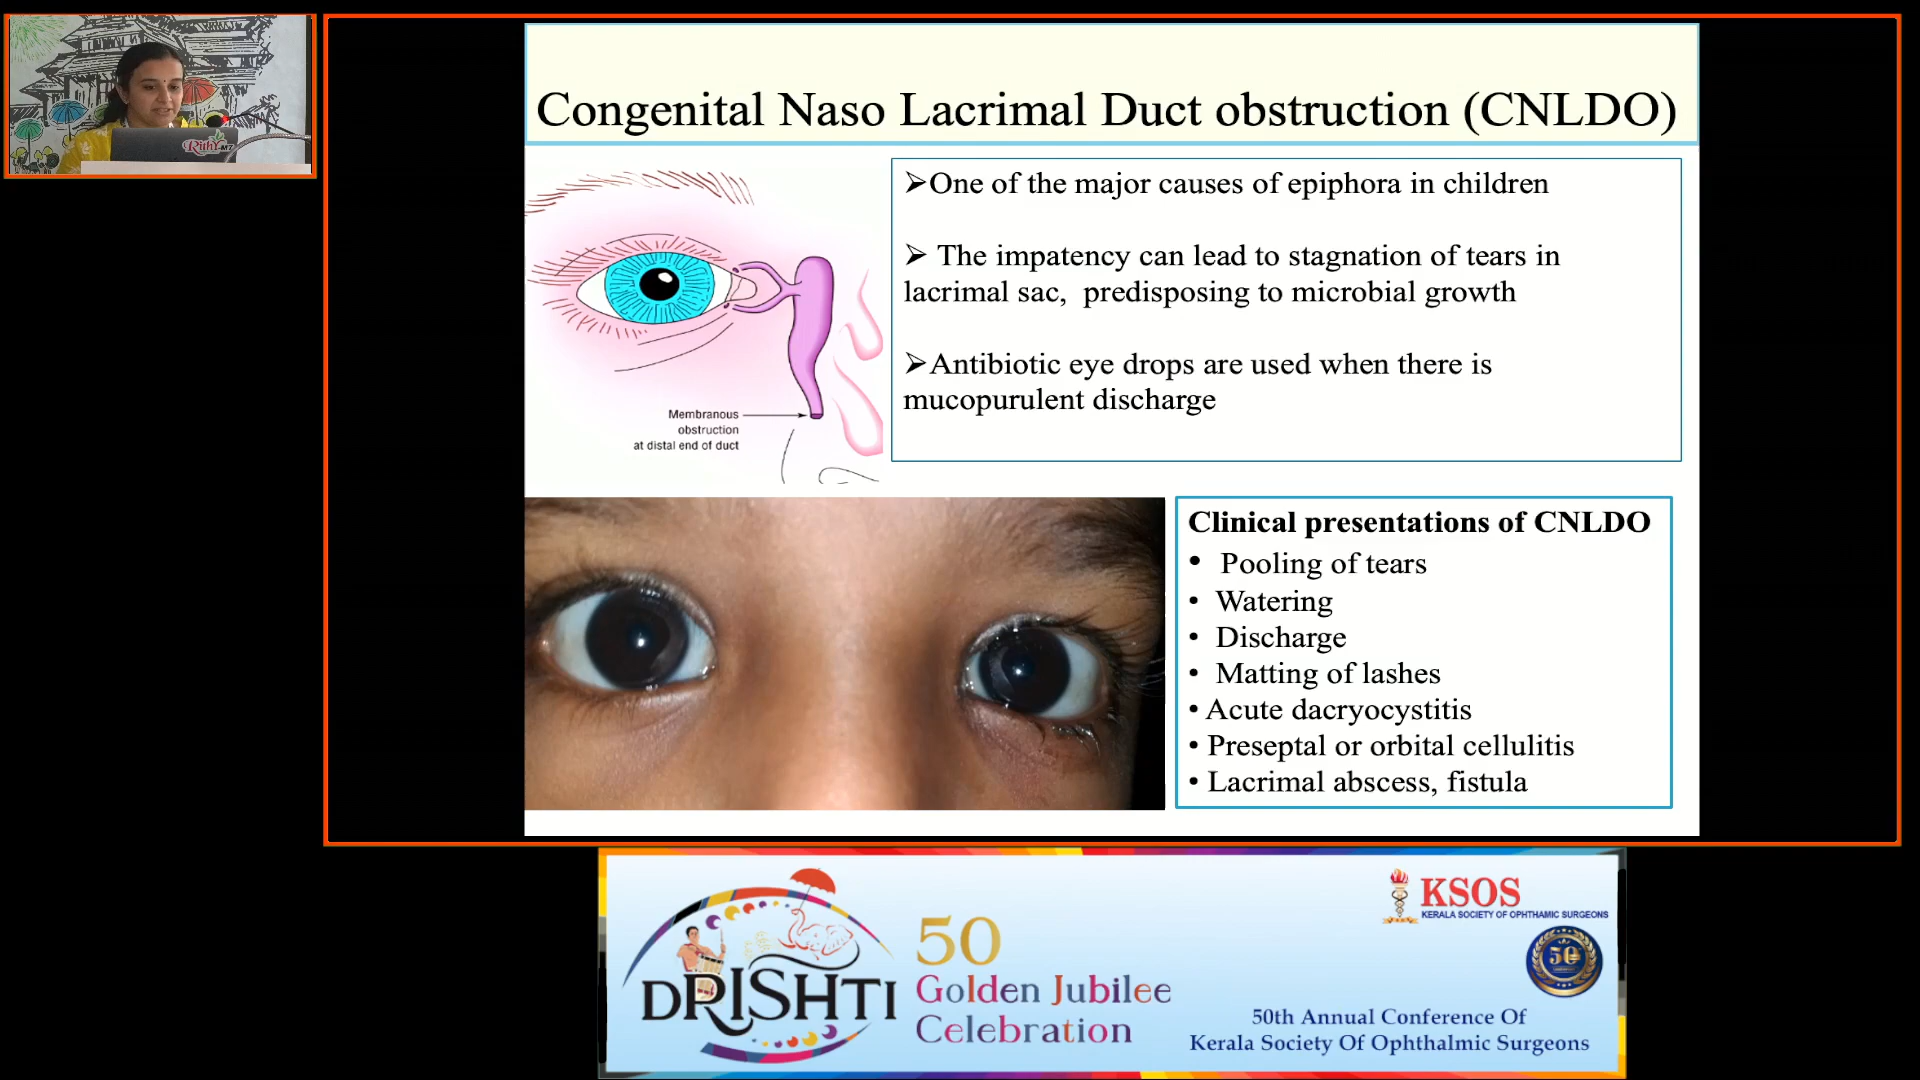 Rithy MT
Congenital Naso Lacrimal Duct obstruction (CNLDO)
➢One of the major causes of epiphora in children
➢ The impatency can lead to stagnation of tears in
lacrimal sac, predisposing to microbial growth
➢Antibiotic eye drops are used when there is
mucopurulent discharge
Membranous
obstruction
at distal end of duct
Clinical presentations of CNLDO
• Pooling of tears
• Watering
• Discharge
• Matting of lashes
• Acute dacryocystitis
• Preseptal or orbital cellulitis
• Lacrimal abscess, fistula
DRISHTI
50
Golden Jubilee
Celebration
KSOS
KERALA SOCIETY OF OPHTHAMIC SURGEONS
50
50th Annual Conference Of
Kerala Society Of Ophthalmic Surgeons